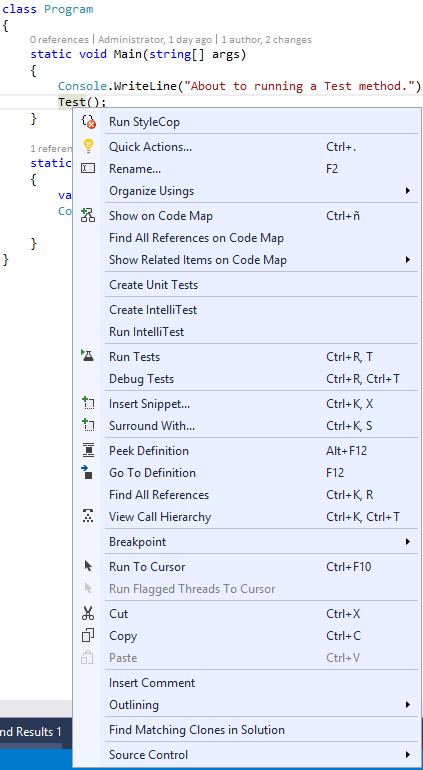 class Program
{
0 references | Administrator, 1 day ago | 1 author, 2 changes
static void Main(string[] args)
{
Console.WriteLine("About to running a Test method.")
Test();
}
1 referen
static
{
va
Co
}
}
Run StyleCop
Quick Actions... Ctrl+.
Rename... F2
Organize Usings
Show on Code Map Ctrl+ñ
Find All References on Code Map
Show Related Items on Code Map
Create Unit Tests
Create IntelliTest
Run IntelliTest
Run Tests Ctrl+R, T
Debug Tests Ctrl+R, Ctrl+T
Insert Snippet... Ctrl+K, X
Surround With... Ctrl+K, S
Peek Definition Alt+F12
Go To Definition F12
Find All References Ctrl+K, R
View Call Hierarchy Ctrl+K, Ctrl+T
Breakpoint
Run To Cursor Ctrl+F10
Run Flagged Threads To Cursor
Cut Ctrl+X
Copy Ctrl+C
Paste Ctrl+V
Insert Comment
Outlining
Find Matching Clones in Solution
Source Control
nd Results 1